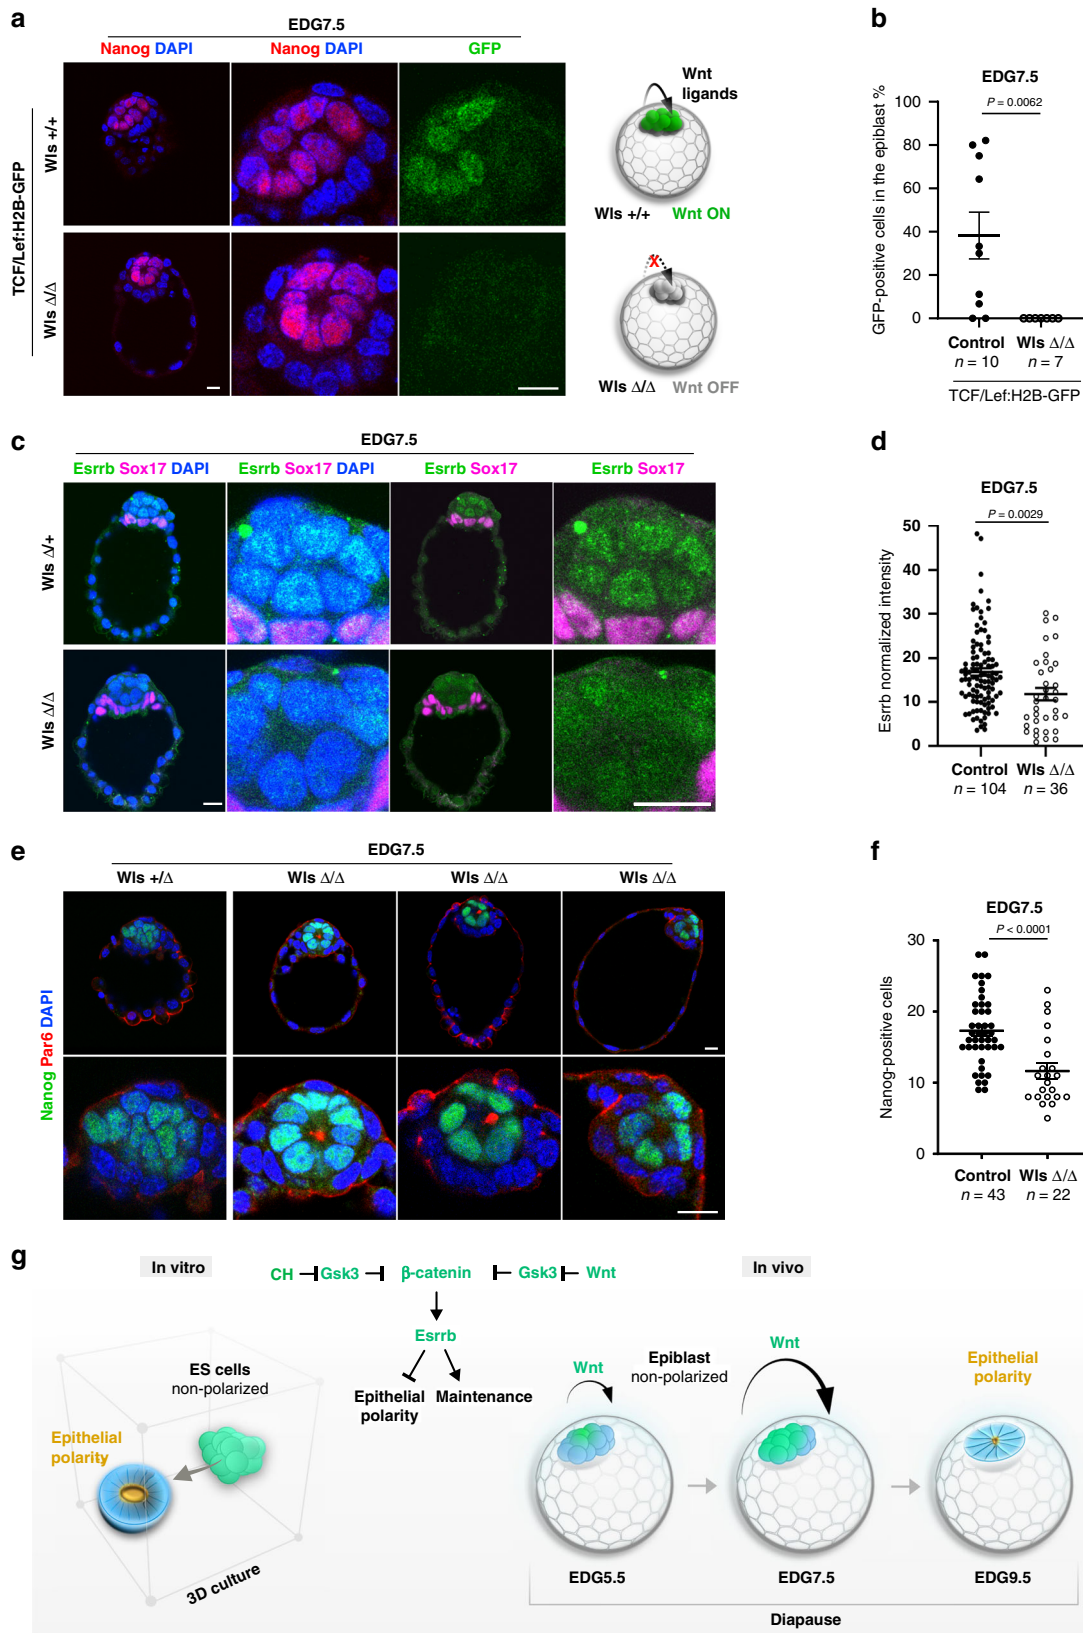 a
EDG7.5
Nanog DAPI
Nanog DAPI
GFP
TCF/Lef:H2B-GFP
Wls +/+
Wls Δ/Δ
Wnt
ligands
Wls +/+ Wnt ON
X
Wls Δ/Δ Wnt OFF
b
EDG7.5
P = 0.0062
GFP-positive cells in the epiblast %
100
80
60
40
20
0
Control
n = 10
Wls Δ/Δ
n = 7
TCF/Lef:H2B-GFP
c
EDG7.5
Esrrb Sox17 DAPI
Esrrb Sox17 DAPI
Esrrb Sox17
Esrrb Sox17
Wls Δ/+
Wls Δ/Δ
d
EDG7.5
P = 0.0029
Esrrb normalized intensity
50
40
30
20
10
0
Control
n = 104
Wls Δ/Δ
n = 36
e
EDG7.5
Wls +/Δ
Wls Δ/Δ
Wls Δ/Δ
Wls Δ/Δ
Nanog Par6 DAPI
f
EDG7.5
P < 0.0001
Nanog-positive cells
30
20
10
0
Control
n = 43
Wls Δ/Δ
n = 22
g
In vitro
CH Gsk3 β-catenin Gsk3 Wnt
In vivo
Esrrb
Epithelial
polarity
Maintenance
ES cells
non-polarized
Epithelial
polarity
3D culture
Wnt
Epiblast
non-polarized
Wnt
Epithelial
polarity
EDG5.5
EDG7.5
EDG9.5
Diapause